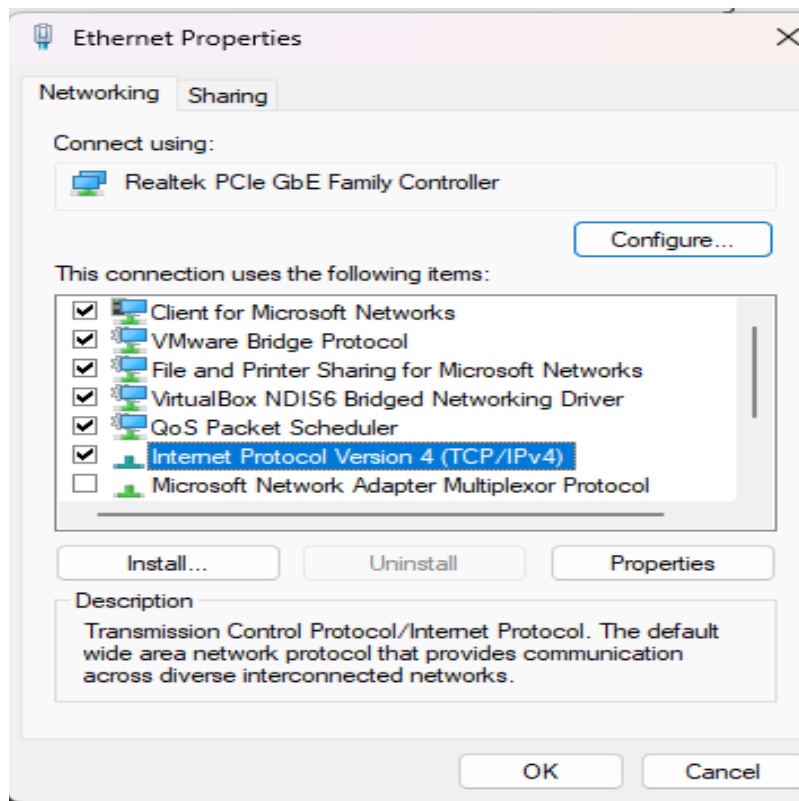 Ethernet Properties
Networking
Sharing
Connect using:
Realtek PCIe GbE Family Controller
Configure...
This connection uses the following items:
Client for Microsoft Networks
VMware Bridge Protocol
File and Printer Sharing for Microsoft Networks
VirtualBox NDIS6 Bridged Networking Driver
QoS Packet Scheduler
Internet Protocol Version 4 (TCP/IPv4)
Microsoft Network Adapter Multiplexor Protocol
Install...
Uninstall
Properties
Description
Transmission Control Protocol/Internet Protocol. The default
wide area network protocol that provides communication
across diverse interconnected networks.
OK
Cancel